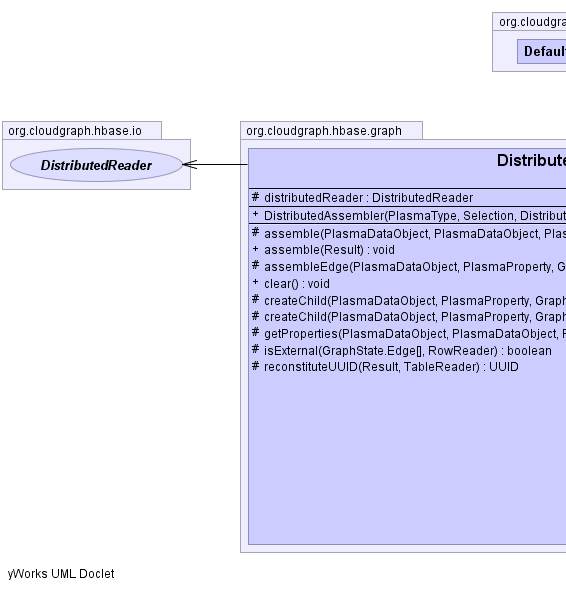 org.cloudgra
Defaul
org.cloudgraph.hbase.io
DistributedReader
org.cloudgraph.hbase.graph
Distribute
# distributedReader : DistributedReader
+ DistributedAssembler(PlasmaType, Selection, Distribut
# assemble(PlasmaDataObject, PlasmaDataObject, Plas
+ assemble(Result) : void
# assembleEdge(PlasmaDataObject, PlasmaProperty, G
+ clear() : void
# createChild(PlasmaDataObject, PlasmaProperty, Graph
# createChild(PlasmaDataObject, PlasmaProperty, Graph
# getProperties(PlasmaDataObject, PlasmaDataObject, P
# isExternal(GraphState.Edge[], RowReader) : boolean
# reconstituteUUID(Result, TableReader) : UUID
yWorks UML Doclet